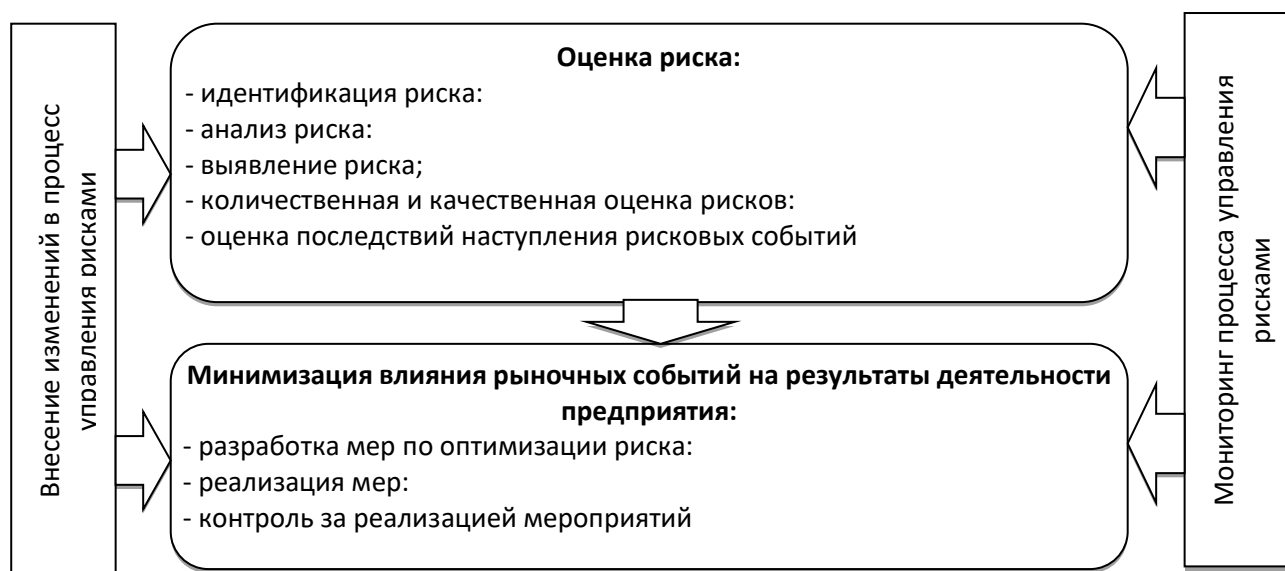 Внесение изменений в процесс
управления рисками
Оценка риска:
- идентификация риска:
- анализ риска:
- выявление риска;
- количественная и качественная оценка рисков:
- оценка последствий наступления рисковых событий
Минимизация влияния рыночных событий на результаты деятельности
предприятия:
- разработка мер по оптимизации риска:
- реализация мер:
- контроль за реализацией мероприятий
Мониторинг процесса управления
рисками